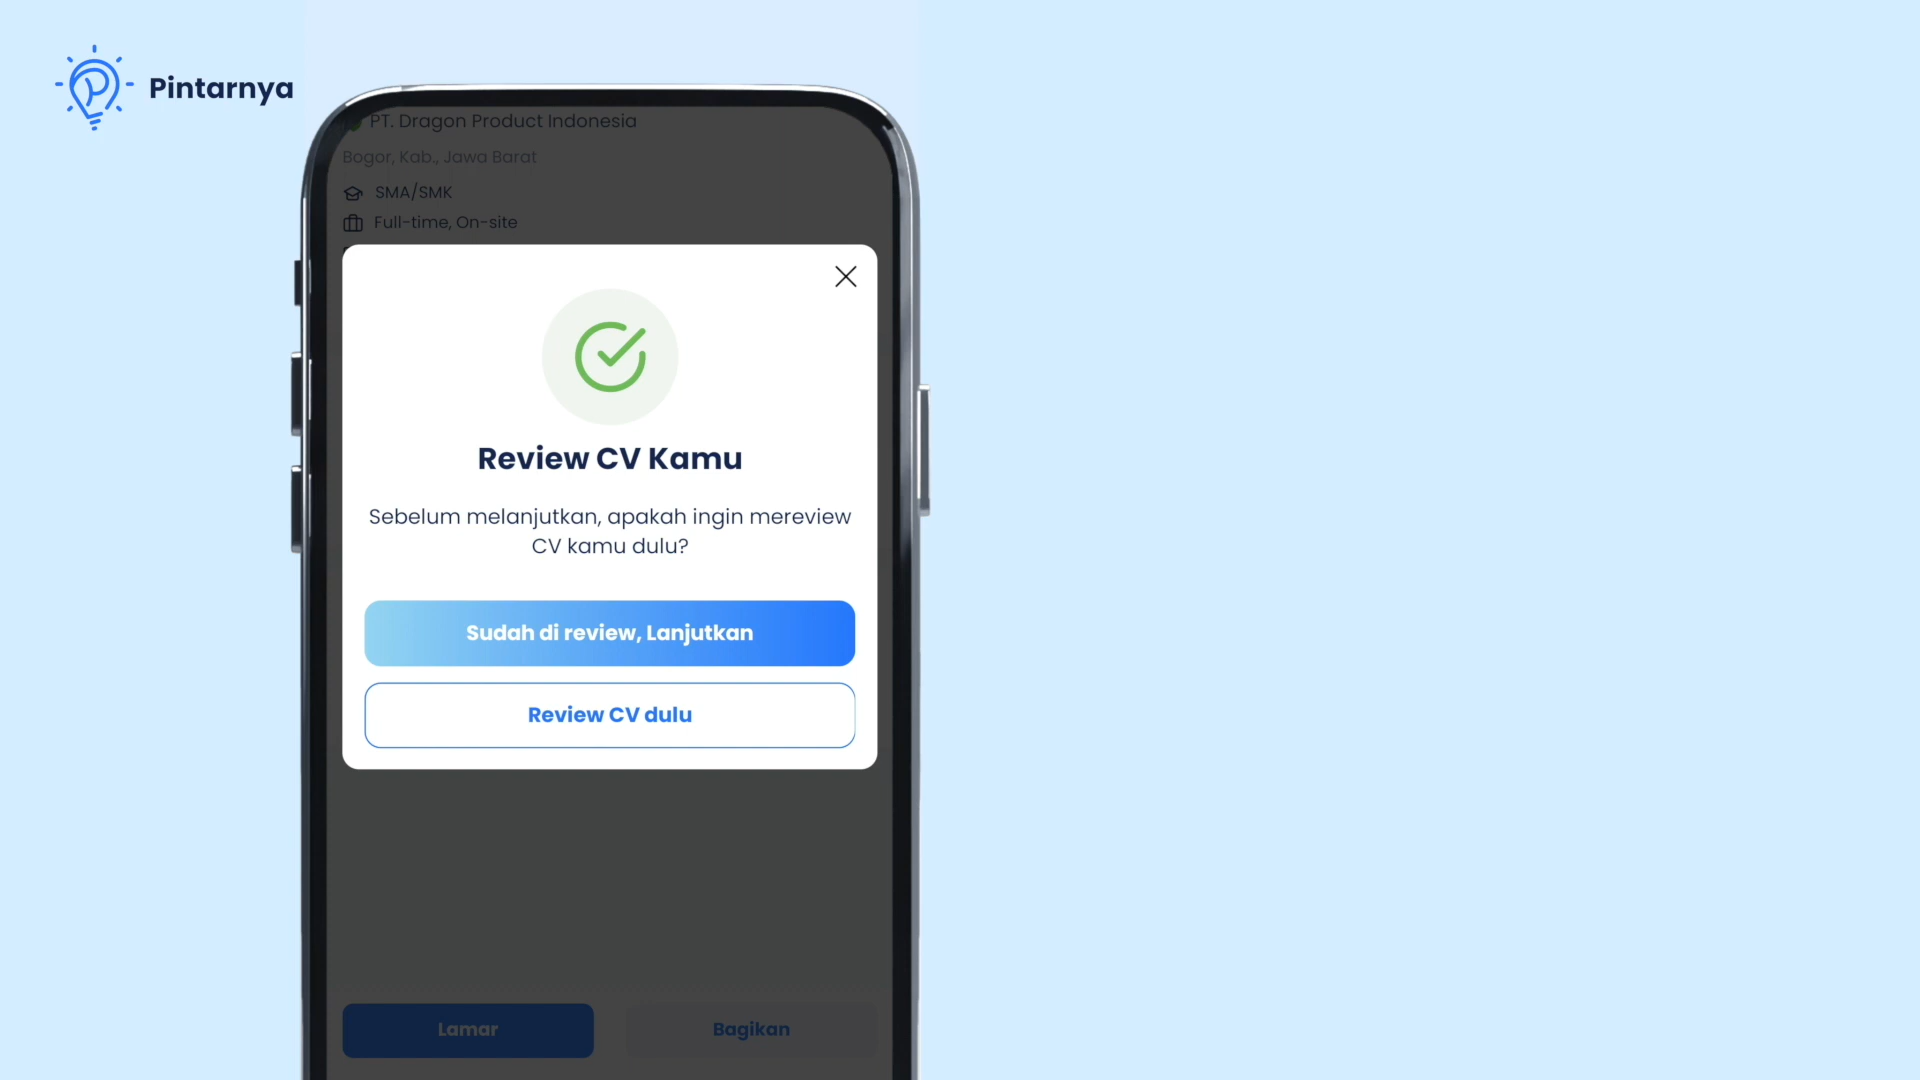 Pintarnya
PT. Dragon Product Indonesia
Bogor, Kab., Jawa Barat
SMA/SMK
Full-time, On-site
Review CV Kamu
Sebelum melanjutkan, apakah ingin mereview
CV kamu dulu?
Sudah di review, Lanjutkan
Review CV dulu
Lamar
Bagikan